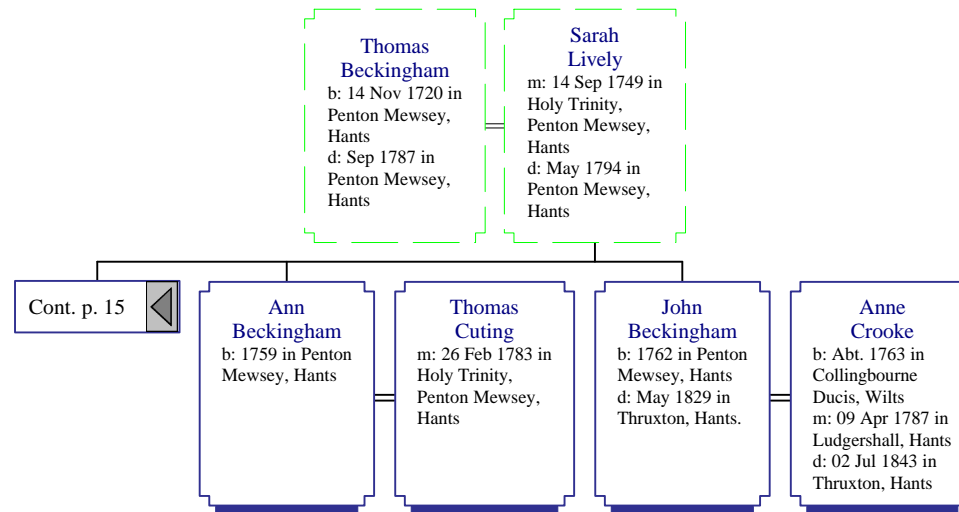 Thomas
Beckingham
b: 14 Nov 1720 in
Penton Mewsey,
Hants
d: Sep 1787 in
Penton Mewsey,
Hants
Sarah
Lively
m: 14 Sep 1749 in
Holy Trinity,
Penton Mewsey,
Hants
d: May 1794 in
Penton Mewsey,
Hants
Cont. p. 15
Ann
Beckingham
b: 1759 in Penton
Mewsey, Hants
Thomas
Cuting
m: 26 Feb 1783 in
Holy Trinity,
Penton Mewsey,
Hants
John
Beckingham
b: 1762 in Penton
Mewsey, Hants
d: May 1829 in
Thruxton, Hants.
Anne
Crooke
b: Abt. 1763 in
Collingbourne
Ducis, Wilts
m: 09 Apr 1787 in
Ludgershall, Hants
d: 02 Jul 1843 in
Thruxton, Hants